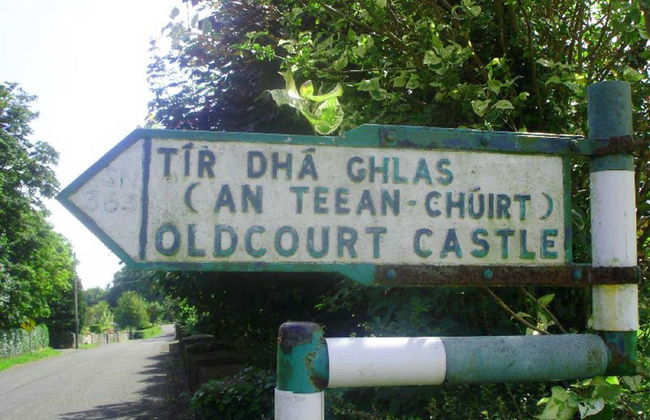 TÍR DHÁ GHLAS
(AN TEEAN-CHÚIRT)
OLDCOURT CASTLE